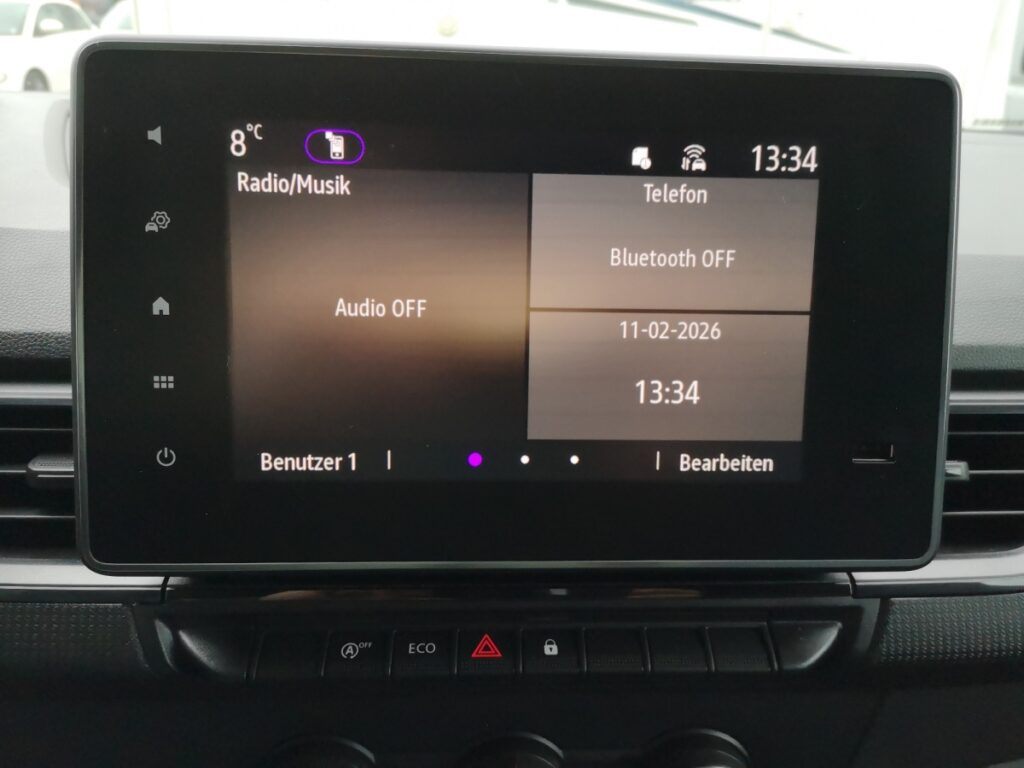 8°C
13:34
Radio/Musik
Telefon
Bluetooth OFF
Audio OFF
11-02-2026
13:34
Benutzer 1
Bearbeiten
A OFF
ECO